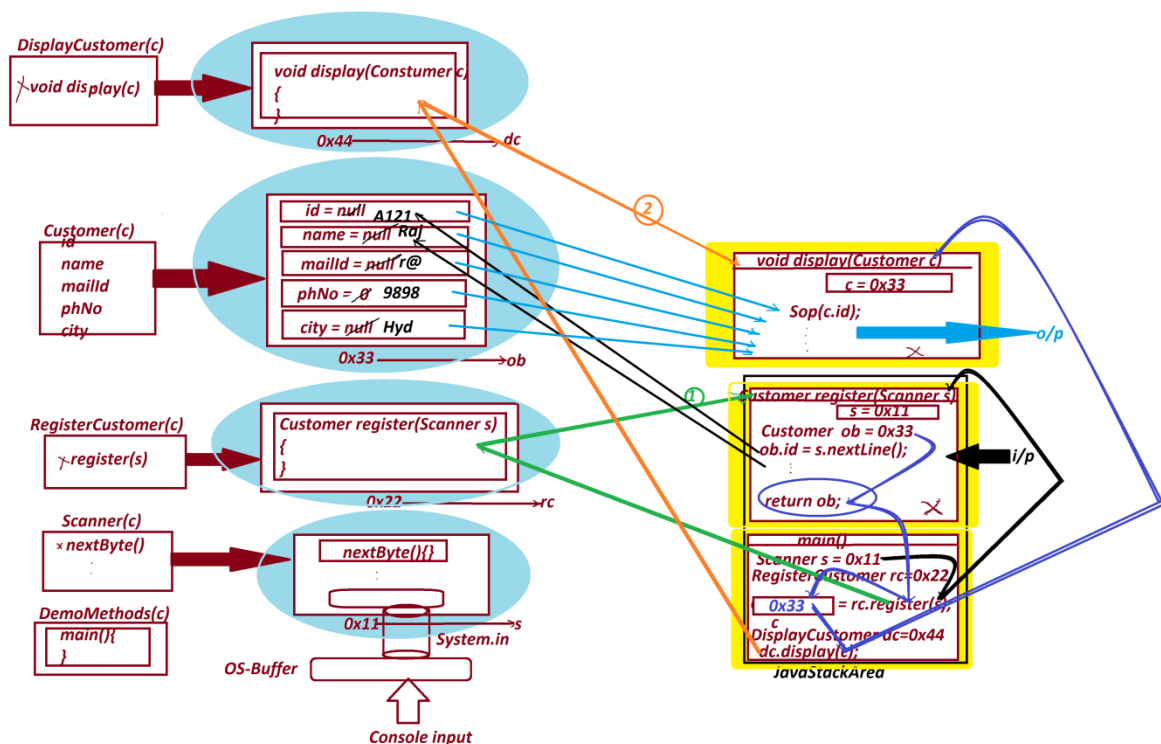 DisplayCustomer(c)
void display(c)
void display(Constumer c)
{
}
0x44
dc
Customer(c)
id
name
mailId
phNo
city
id = null A121
name = null Raj
mailId = null r@
phNo = 0 9898
city = null Hyd
0x33
ob
RegisterCustomer(c)
register(s)
Customer register(Scanner s)
{
}
0x22
rc
Scanner(c)
× nextByte()
:
nextByte(){}
:
0x11
s
System.in
DemoMethods(c)
main(){
}
OS-Buffer
Console input
2
void display(Customer c)
c = 0x33
Sop(c.id);
:
o/p
1
Customer register(Scanner s)
s = 0x11
Customer ob = 0x33
ob.id = s.nextLine();
:
i/p
return ob;
main()
Scanner s = 0x11
RegisterCustomer rc=0x22
0x33 = rc.register(s);
c
DisplayCustomer dc=0x44
dc.display(c);
JavaStackArea